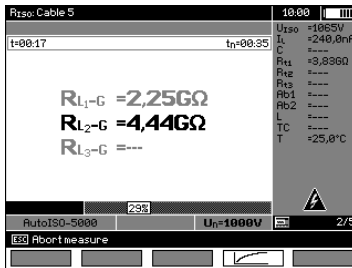 RISO: Cable 5
10:00
t=00:17
tn=00:35
RL1-G =2,25GΩ
RL2-G =4,44GΩ
RL3-G =---
29%
AutoISO-5000
Un=1000V
ESC Abort measure
UISO =1065V
IL =240,0nA
C =---
Rt1 =3,83GΩ
Rt2 =---
Rt3 =---
Ab1 =---
Ab2 =---
L =---
TC =---
T =25,0°C
2/5